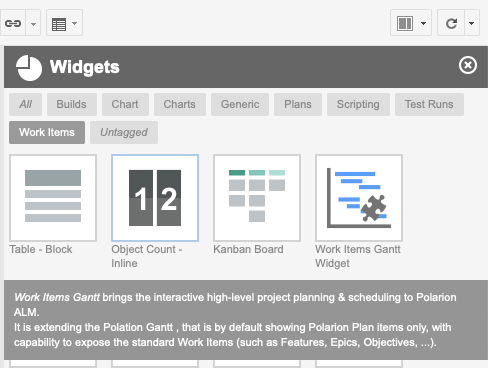 Widgets
All Builds Chart Charts Generic Plans Scripting Test Runs
Work Items Untagged
12
Table - Block Object Count - Kanban Board Work Items Gantt
Inline Widget
Work Items Gantt brings the interactive high-level project planning & scheduling to Polarion
ALM.
It is extending the Polation Gantt , that is by default showing Polarion Plan items only, with
capability to expose the standard Work Items (such as Features, Epics, Objectives, ...).